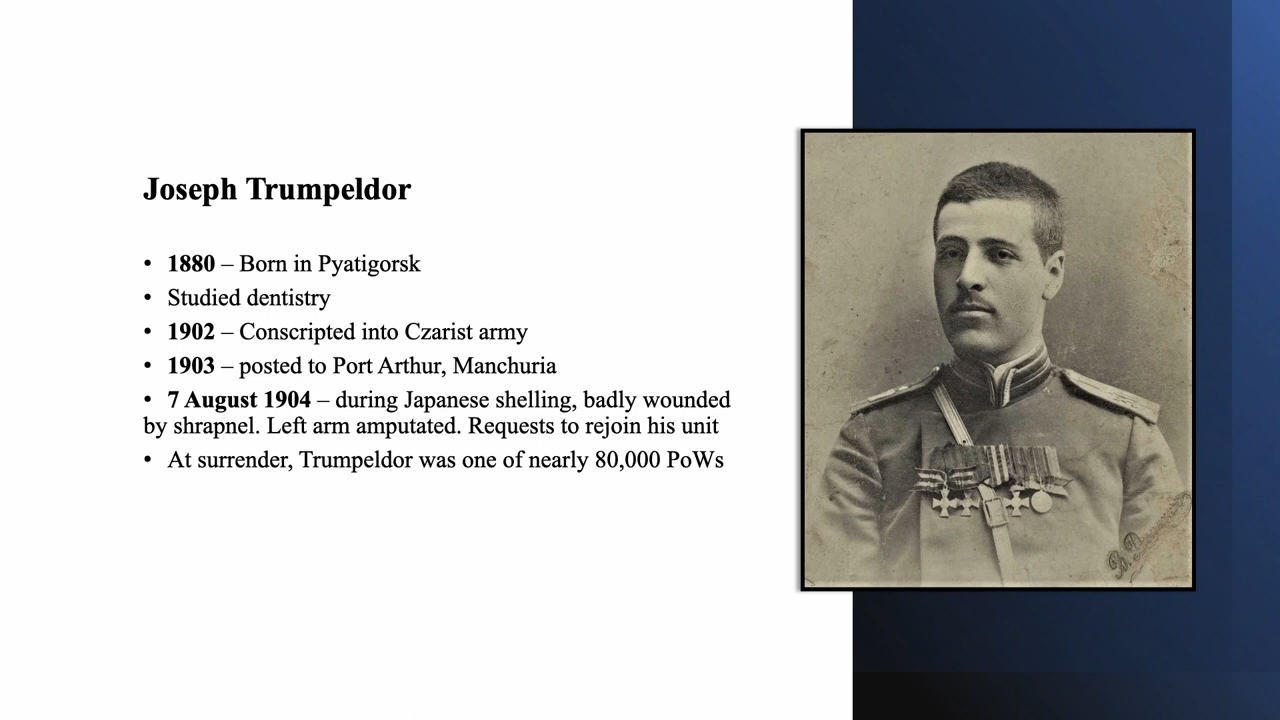 Joseph Trumpeldor
• 1880 – Born in Pyatigorsk
• Studied dentistry
• 1902 – Conscripted into Czarist army
• 1903 – posted to Port Arthur, Manchuria
• 7 August 1904 – during Japanese shelling, badly wounded
by shrapnel. Left arm amputated. Requests to rejoin his unit
• At surrender, Trumpeldor was one of nearly 80,000 PoWs